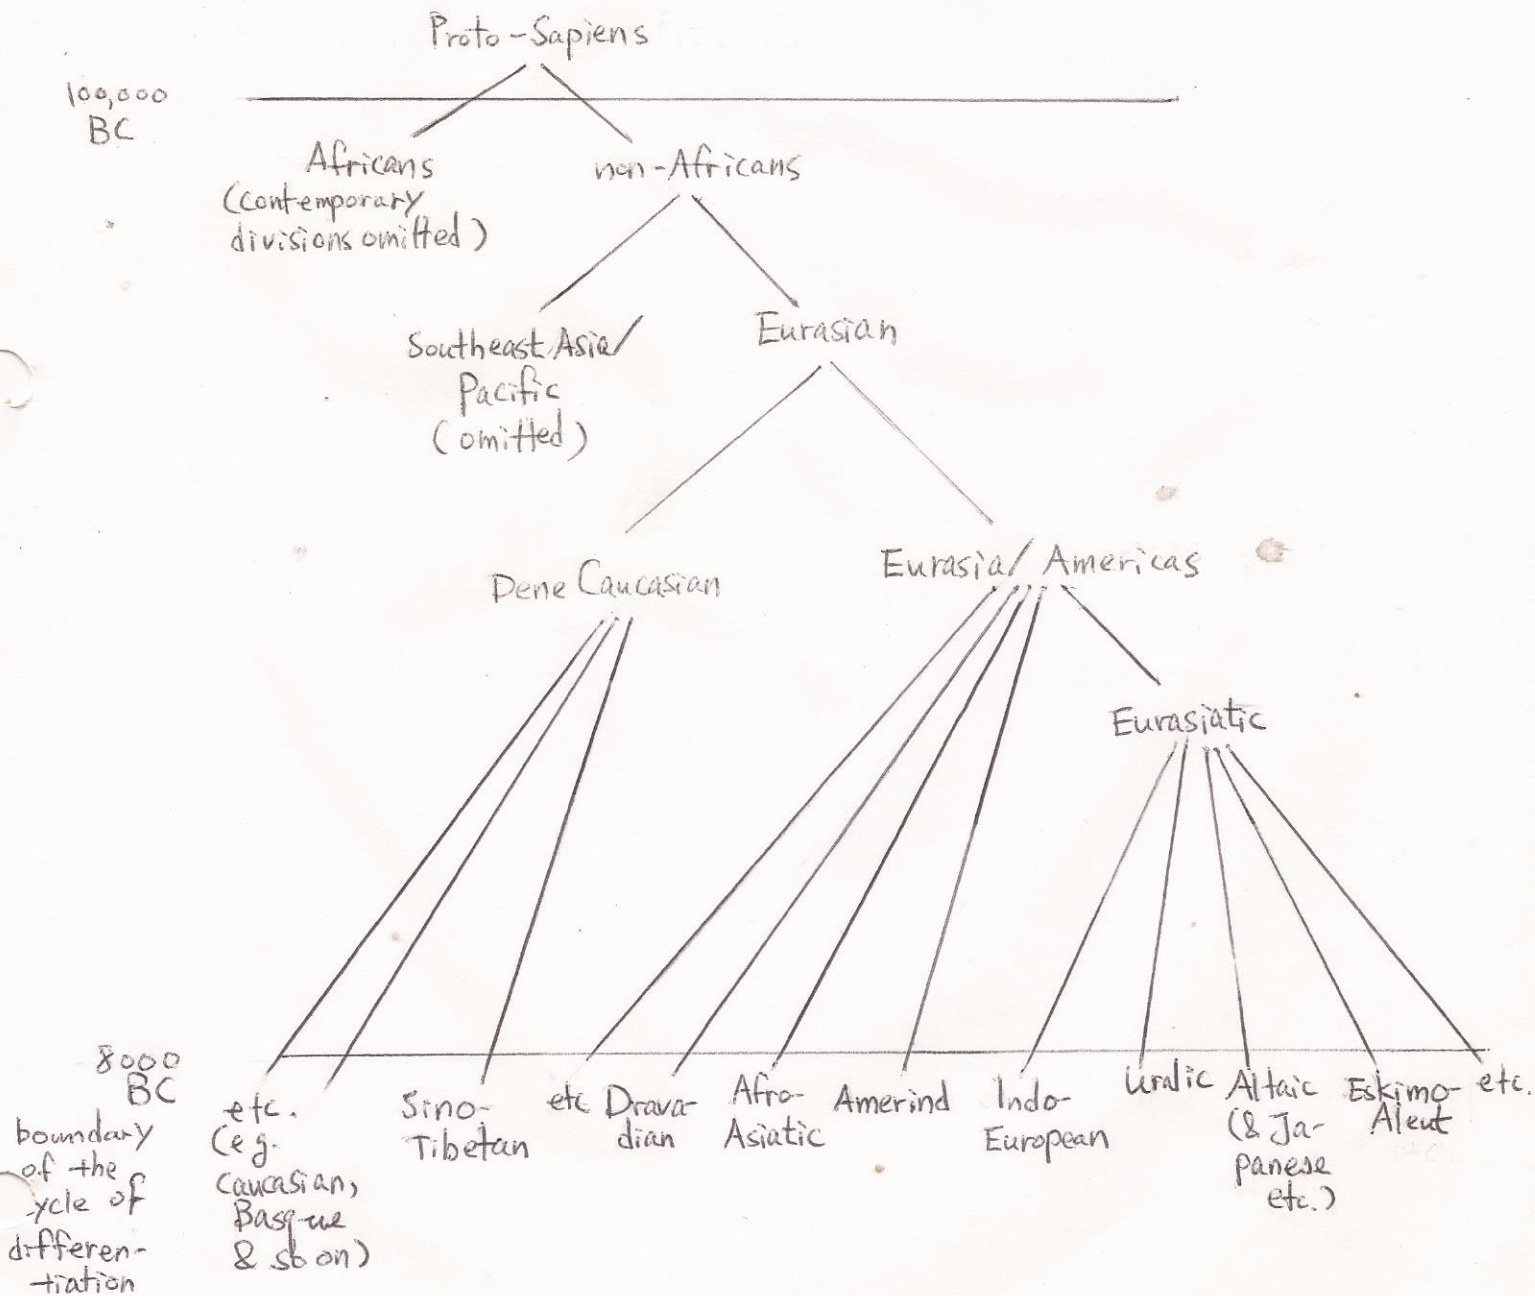 Proto-Sapiens
100,000
BC
Africans
(contemporary
divisions omitted)
non-Africans
Southeast Asia/
Pacific
(omitted)
Eurasian
Dene Caucasian
Eurasia/ Americas
Eurasiatic
8000
BC
boundary
of the
ycle of
differen-
tiation
etc.
(eg.
Caucasian,
Basque
& so on)
Sino-
Tibetan
etc
Drava-
dian
Afro-
Asiatic
Amerind
Indo-
European
Uralic
Altaic
(& Ja-
panese
etc.)
Eskimo-
Aleut
etc.